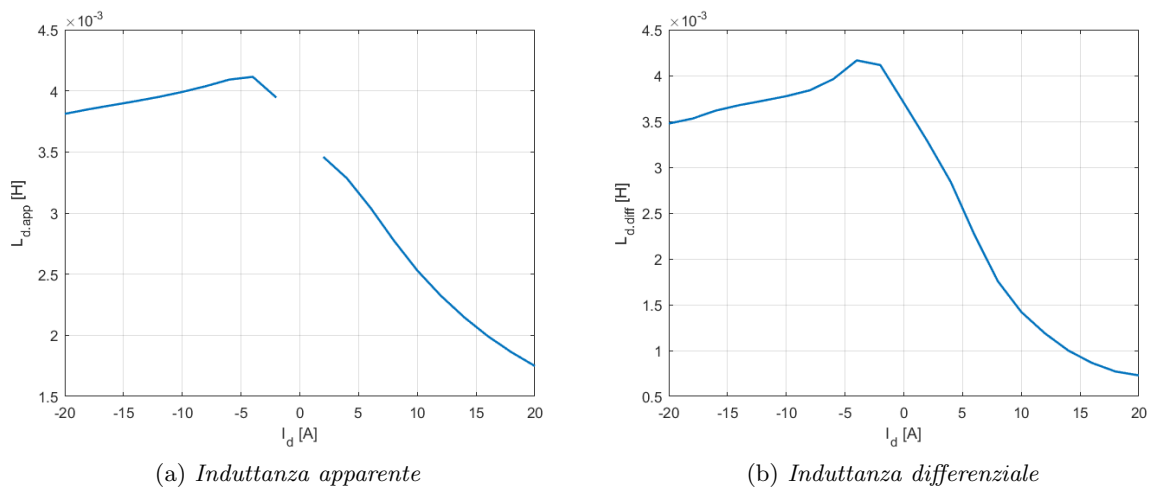 ×10⁻³
4.5
4
3.5
3
2.5
2
1.5
L_d.app [H]
-20 -15 -10 -5 0 5 10 15 20
I_d [A]
(a) Induttanza apparente
×10⁻³
4.5
4
3.5
3
2.5
2
1.5
1
0.5
L_d.diff [H]
-20 -15 -10 -5 0 5 10 15 20
I_d [A]
(b) Induttanza differenziale